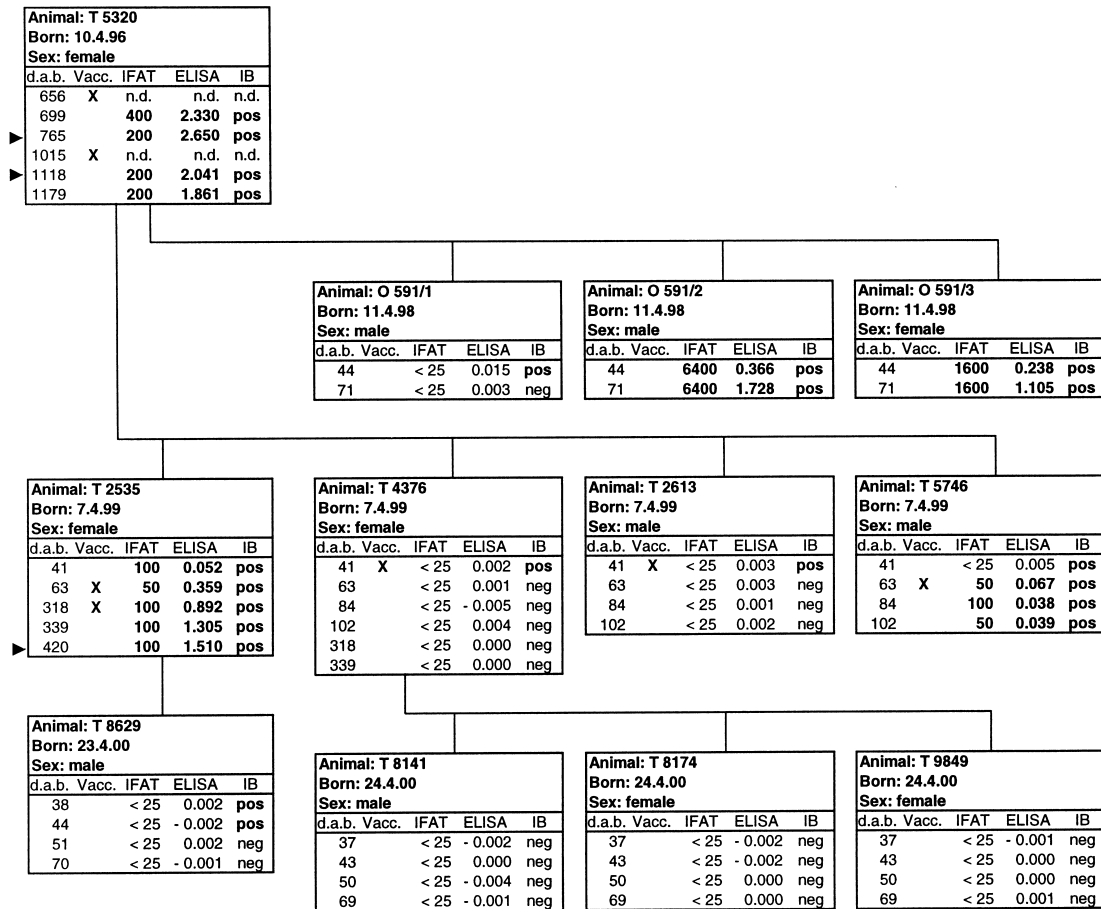 Animal: T 5320
Born: 10.4.96
Sex: female
d.a.b. Vacc. IFAT ELISA IB
656 X n.d. n.d. n.d.
699 400 2.330 pos
765 200 2.650 pos
1015 X n.d. n.d. n.d.
1118 200 2.041 pos
1179 200 1.861 pos
Animal: O 591/1
Born: 11.4.98
Sex: male
d.a.b. Vacc. IFAT ELISA IB
44 < 25 0.015 pos
71 < 25 0.003 neg
Animal: O 591/2
Born: 11.4.98
Sex: male
d.a.b. Vacc. IFAT ELISA IB
44 6400 0.366 pos
71 6400 1.728 pos
Animal: O 591/3
Born: 11.4.98
Sex: female
d.a.b. Vacc. IFAT ELISA IB
44 1600 0.238 pos
71 1600 1.105 pos
Animal: T 2535
Born: 7.4.99
Sex: female
d.a.b. Vacc. IFAT ELISA IB
41 100 0.052 pos
63 X 50 0.359 pos
318 X 100 0.892 pos
339 100 1.305 pos
420 100 1.510 pos
Animal: T 4376
Born: 7.4.99
Sex: female
d.a.b. Vacc. IFAT ELISA IB
41 X < 25 0.002 pos
63 < 25 0.001 neg
84 < 25 - 0.005 neg
102 < 25 0.004 neg
318 < 25 0.000 neg
339 < 25 0.000 neg
Animal: T 2613
Born: 7.4.99
Sex: male
d.a.b. Vacc. IFAT ELISA IB
41 X < 25 0.003 pos
63 < 25 0.003 neg
84 < 25 0.001 neg
102 < 25 0.002 neg
Animal: T 5746
Born: 7.4.99
Sex: male
d.a.b. Vacc. IFAT ELISA IB
41 < 25 0.005 pos
63 X 50 0.067 pos
84 100 0.038 pos
102 50 0.039 pos
Animal: T 8629
Born: 23.4.00
Sex: male
d.a.b. Vacc. IFAT ELISA IB
38 < 25 0.002 pos
44 < 25 - 0.002 pos
51 < 25 0.002 neg
70 < 25 - 0.001 neg
Animal: T 8141
Born: 24.4.00
Sex: male
d.a.b. Vacc. IFAT ELISA IB
37 < 25 - 0.002 neg
43 < 25 0.000 neg
50 < 25 - 0.004 neg
69 < 25 - 0.001 neg
Animal: T 8174
Born: 24.4.00
Sex: female
d.a.b. Vacc. IFAT ELISA IB
37 < 25 - 0.002 neg
43 < 25 - 0.002 neg
50 < 25 0.000 neg
69 < 25 0.000 neg
Animal: T 9849
Born: 24.4.00
Sex: female
d.a.b. Vacc. IFAT ELISA IB
37 < 25 - 0.001 neg
43 < 25 0.000 neg
50 < 25 0.000 neg
69 < 25 0.001 neg